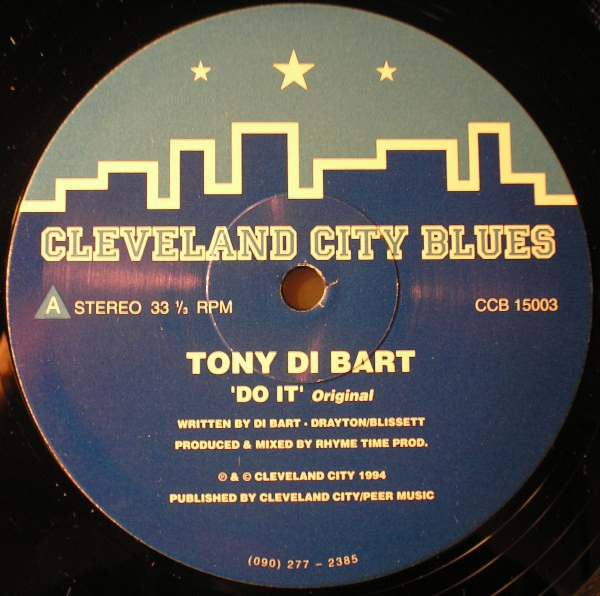 CLEVELAND CITY BLUES
A STEREO 33 ⅓ RPM CCB 15003
TONY DI BART
'DO IT' Original
WRITTEN BY DI BART - DRAYTON/BLISSETT
PRODUCED & MIXED BY RHYME TIME PROD.
℗ & © CLEVELAND CITY 1994
PUBLISHED BY CLEVELAND CITY/PEER MUSIC
(090) 277 - 2385